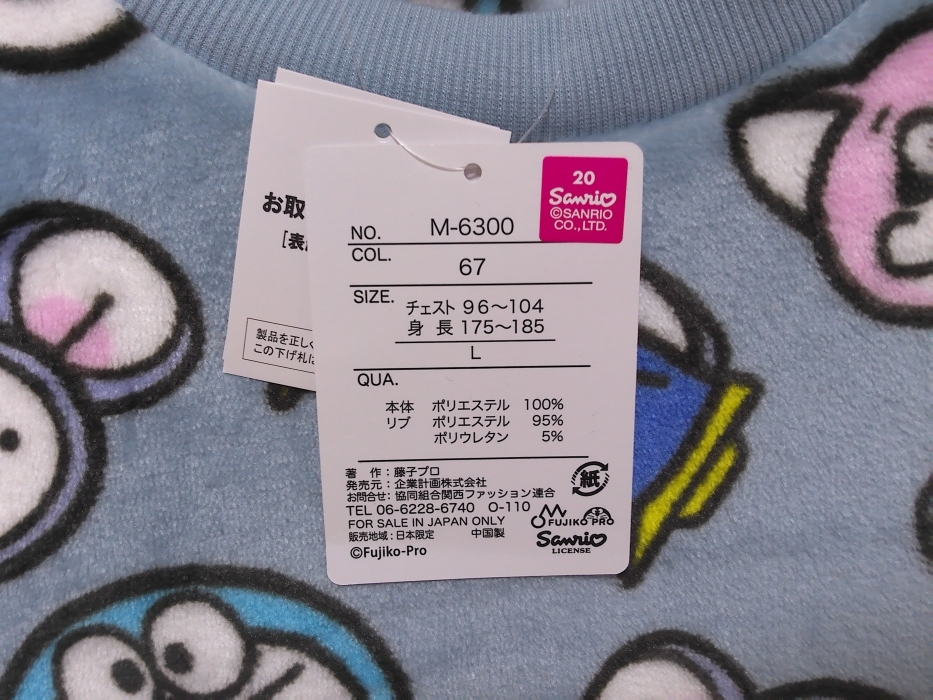 お取
[表
製品を正しく
この下げ札は
20
Sanrio
©SANRIO
CO., LTD.
NO. M-6300
COL. 67
SIZE. チェスト 96～104
身長 175～185
L
QUA.
本体 ポリエステル 100%
リブ ポリエステル 95%
ポリウレタン 5%
著 作：藤子プロ
発売元：企業計画株式会社
お問合せ：協同組合関西ファッション連合
TEL 06-6228-6740 O-110
FOR SALE IN JAPAN ONLY
販売地域：日本限定 中国製
©Fujiko-Pro
紙
FUJIKO PRO
Sanrio
LICENSE